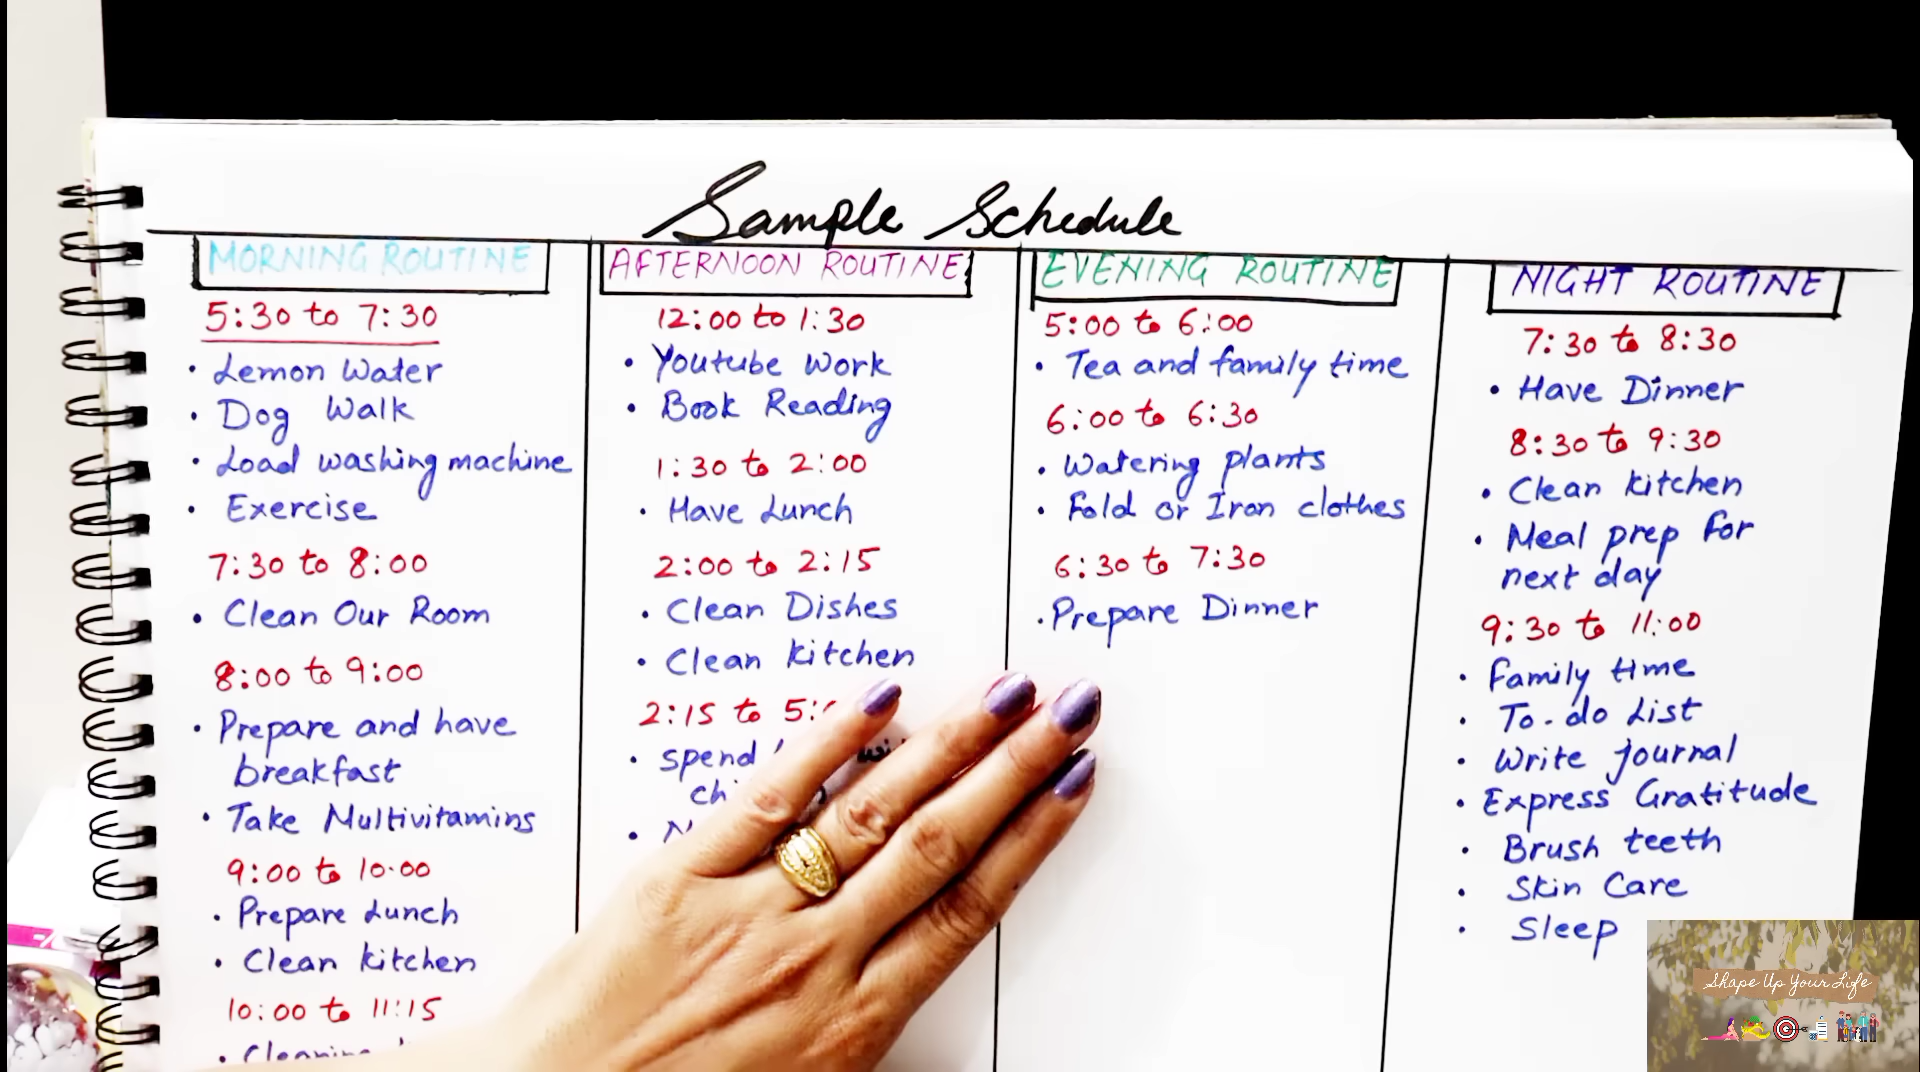 Sample Schedule
MORNING ROUTINE
5:30 to 7:30
• Lemon Water
• Dog Walk
• Load washing machine
• Exercise
7:30 to 8:00
• Clean Our Room
8:00 to 9:00
• Prepare and have
breakfast
• Take Multivitamins
9:00 to 10.00
• Prepare Lunch
• Clean kitchen
10:00 to 11:15
• Cleaning
AFTERNOON ROUTINE
12:00 to 1:30
• Youtube Work
• Book Reading
1:30 to 2:00
• Have Lunch
2:00 to 2:15
• Clean Dishes
• Clean kitchen
2:15 to 5:
• spend
EVENING ROUTINE
5:00 to 6:00
• Tea and family time
6:00 to 6:30
• Watering plants
• Fold or Iron clothes
6:30 to 7:30
• Prepare Dinner
NIGHT ROUTINE
7:30 to 8:30
• Have Dinner
8:30 to 9:30
• Clean kitchen
• Meal prep for
next day
9:30 to 11:00
• Family time
• To-do List
• Write journal
• Express Gratitude
• Brush teeth
• Skin Care
• Sleep
Shape Up Your Life